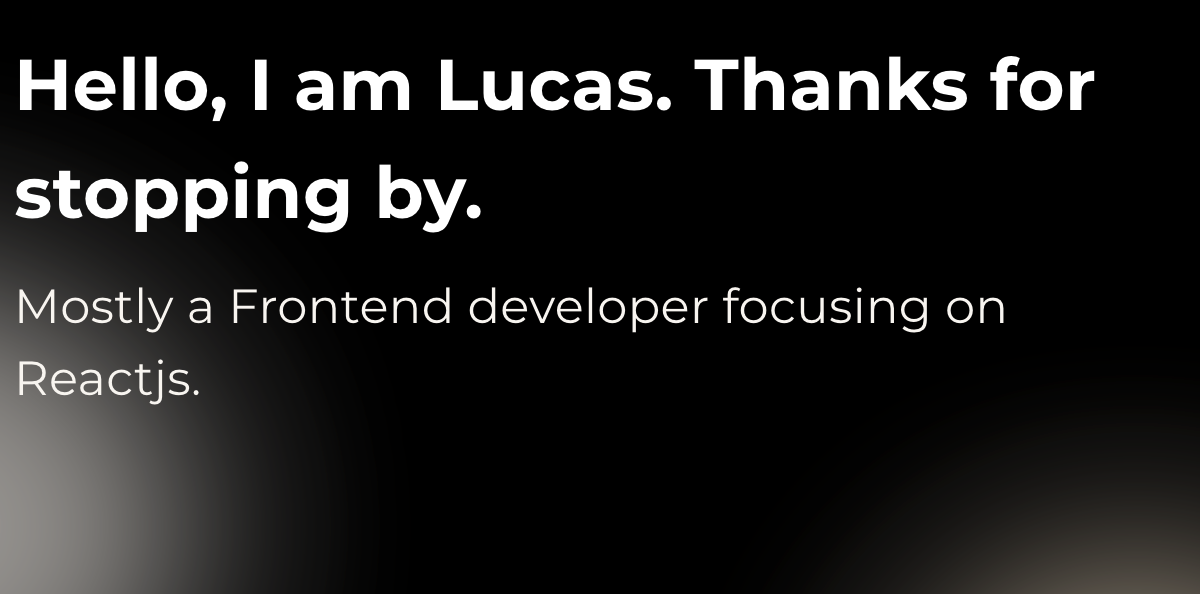 Hello, I am Lucas. Thanks for
stopping by.
Mostly a Frontend developer focusing on
Reactjs.